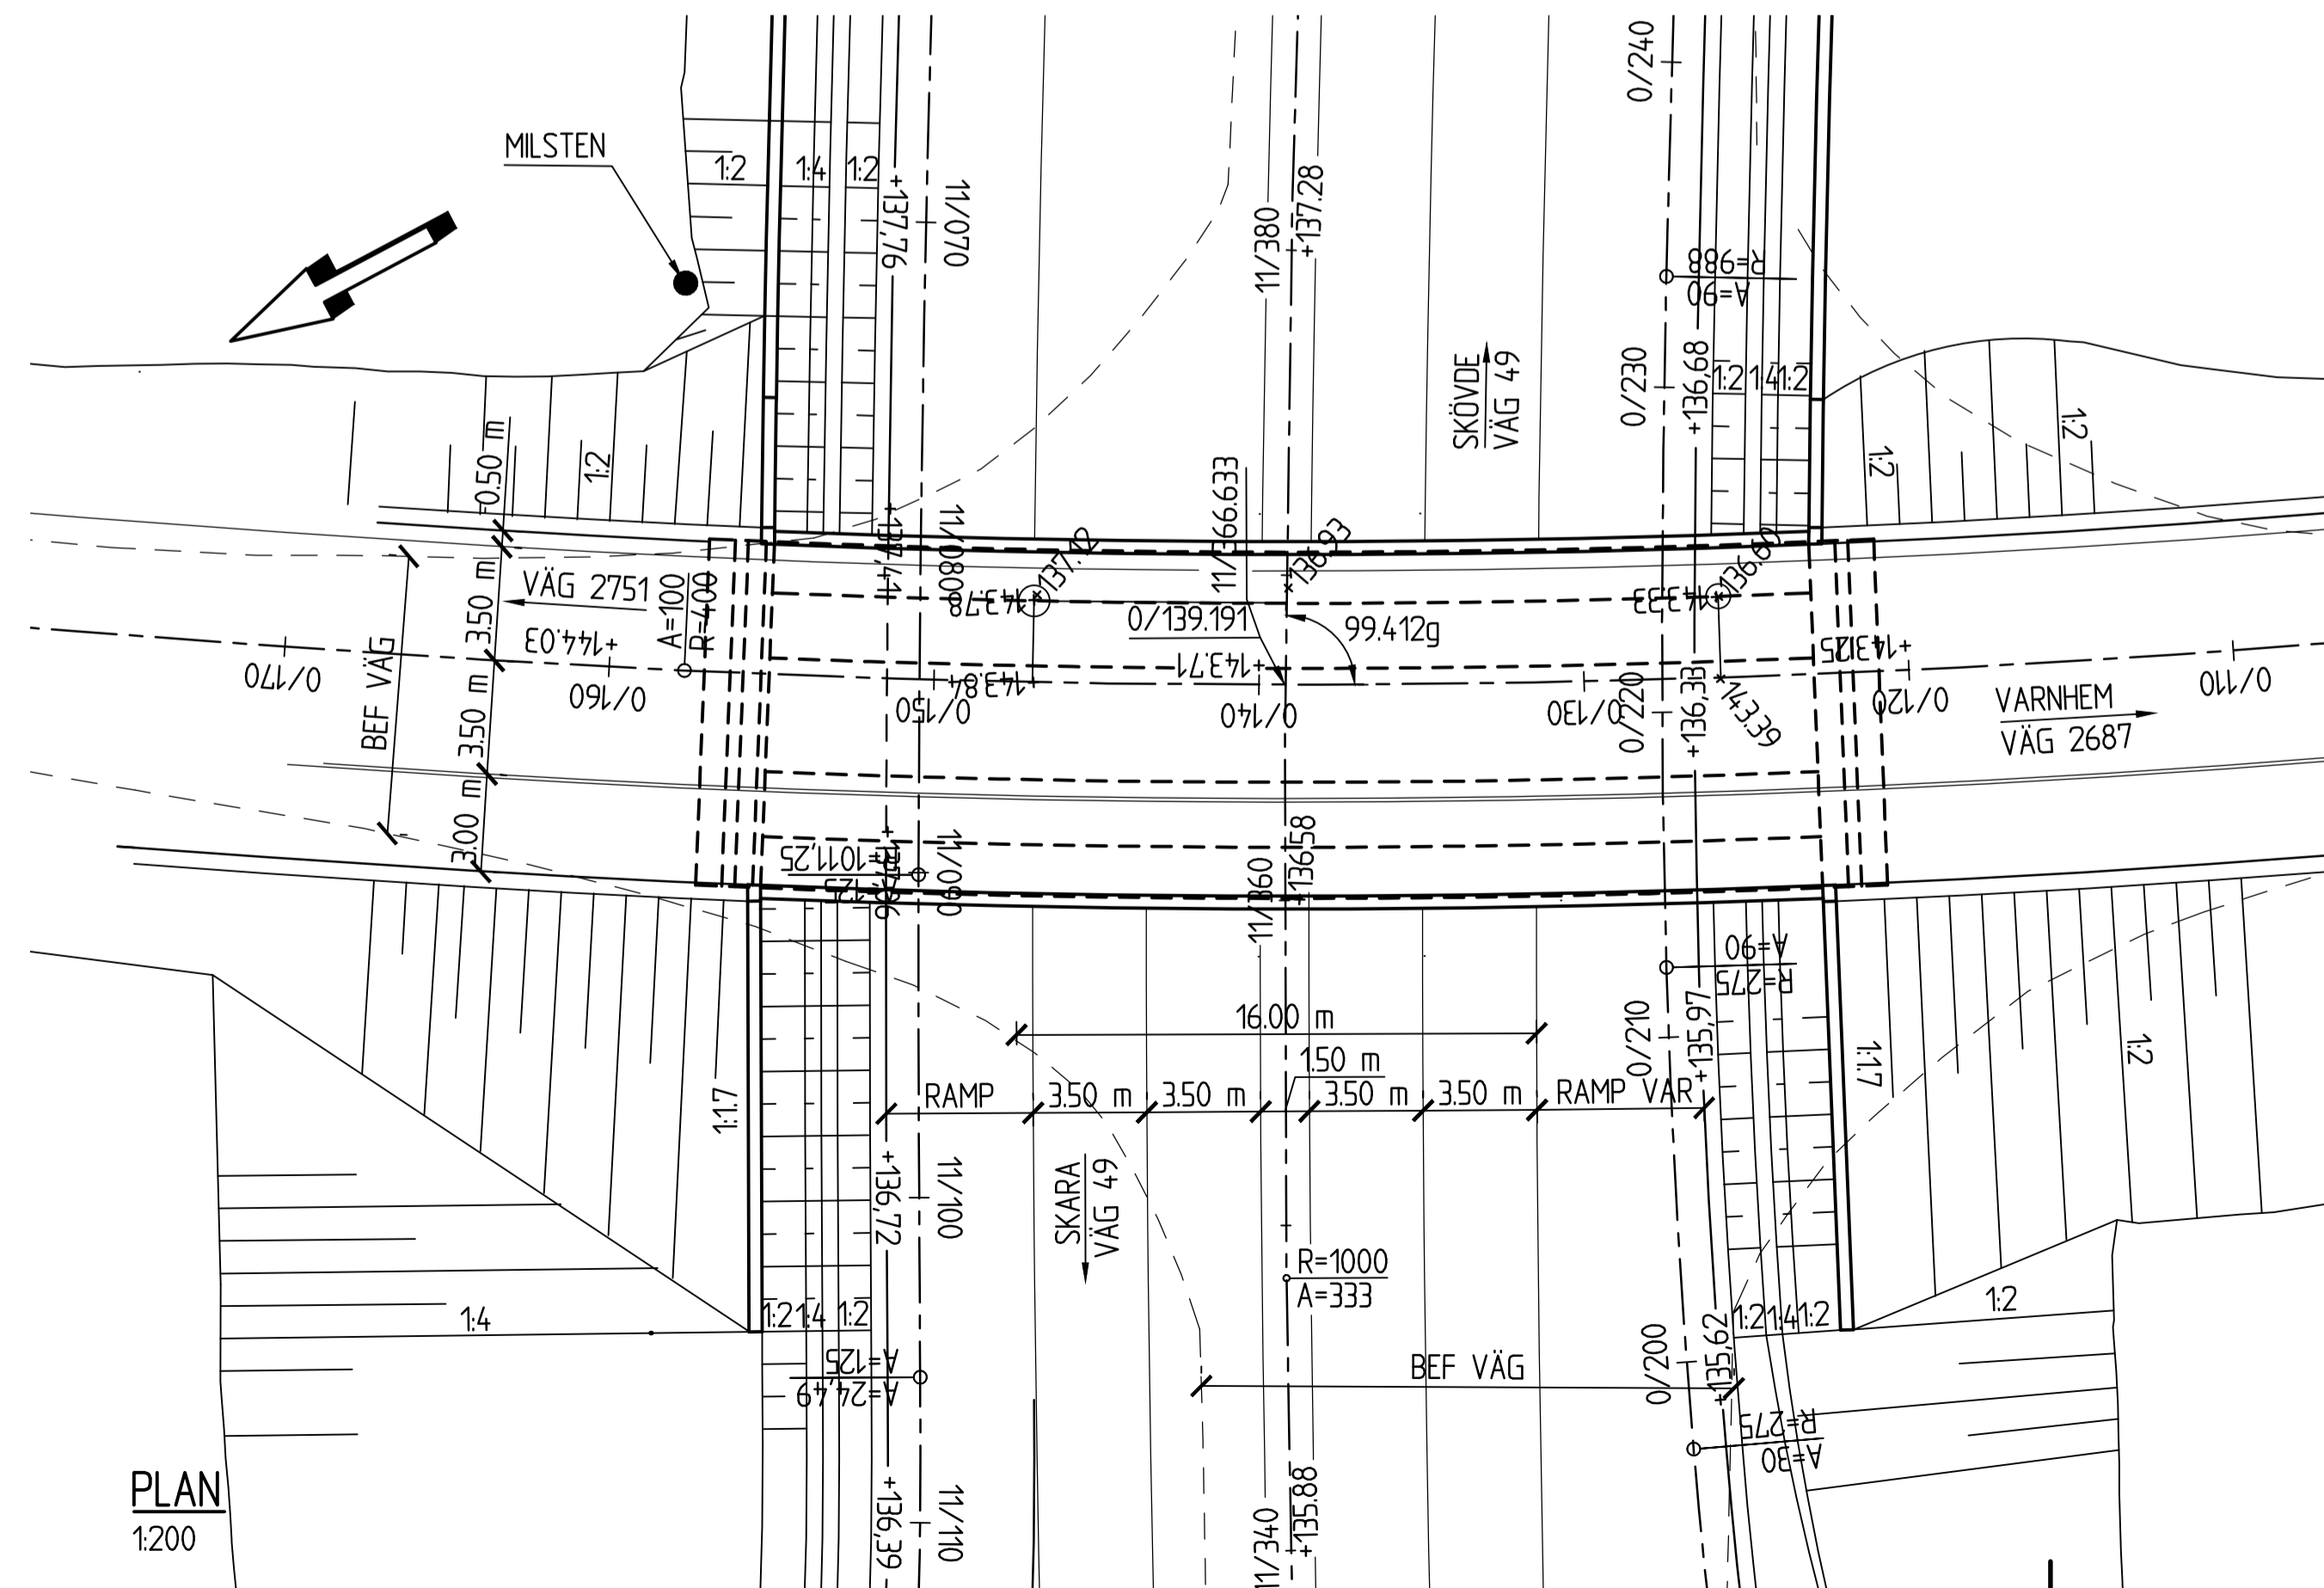 MILSTEN
1:2
1:4
1:2
+137,76
11/070
11/380
+137.28
0/240
R=988
A=90
SKÖVDE
VÄG 49
0/230
+136,68
1:2
1:4
1:2
1:2
1:2
0.50 m
1:2
3.50 m
VÄG 2751
+144.03
A=100
R=400
+137,41
11/080
+143.78
+137.42
11/366.633
+136.93
0/139.191
99.412g
+143.71
+143.84
+143.33
+136.60
+143.25
+143.39
0/170
BEF VÄG
0/160
0/150
0/140
0/130
0/220
+136,33
0/120
0/110
VARNHEM
VÄG 2687
3.50 m
3.00 m
R=1011,25
A=125
11/090
11/360
+136.58
A=90
R=275
16.00 m
1.50 m
RAMP
3.50 m
3.50 m
3.50 m
3.50 m
RAMP VAR
0/210
+135,97
1:1.7
1:1.7
1:2
+136,72
11/100
SKARA
VÄG 49
R=1000
A=333
1:4
1:2
1:4
1:2
A=125
A=24,49
BEF VÄG
0/200
+135,62
1:2
1:4
1:2
1:2
R=275
A=30
PLAN
1:200
+136,39
11/110
11/340
+135.88